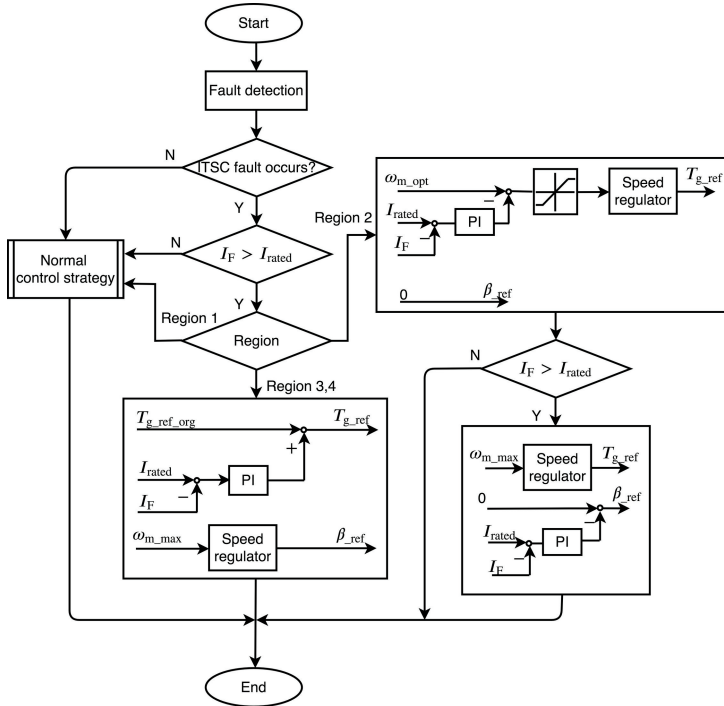 Start
Fault detection
N
ITSC fault occurs?
Y
N
I_F > I_rated
Normal
control strategy
Y
Region 1
Region
Region 2
Region 3,4
ω_m_opt
−
Speed
regulator
T_g_ref
I_rated
PI
−
I_F
0
β_ref
N
I_F > I_rated
Y
T_g_ref_org
T_g_ref
+
I_rated
PI
−
I_F
ω_m_max
Speed
regulator
β_ref
ω_m_max
Speed
regulator
T_g_ref
0
β_ref
−
I_rated
PI
−
I_F
End